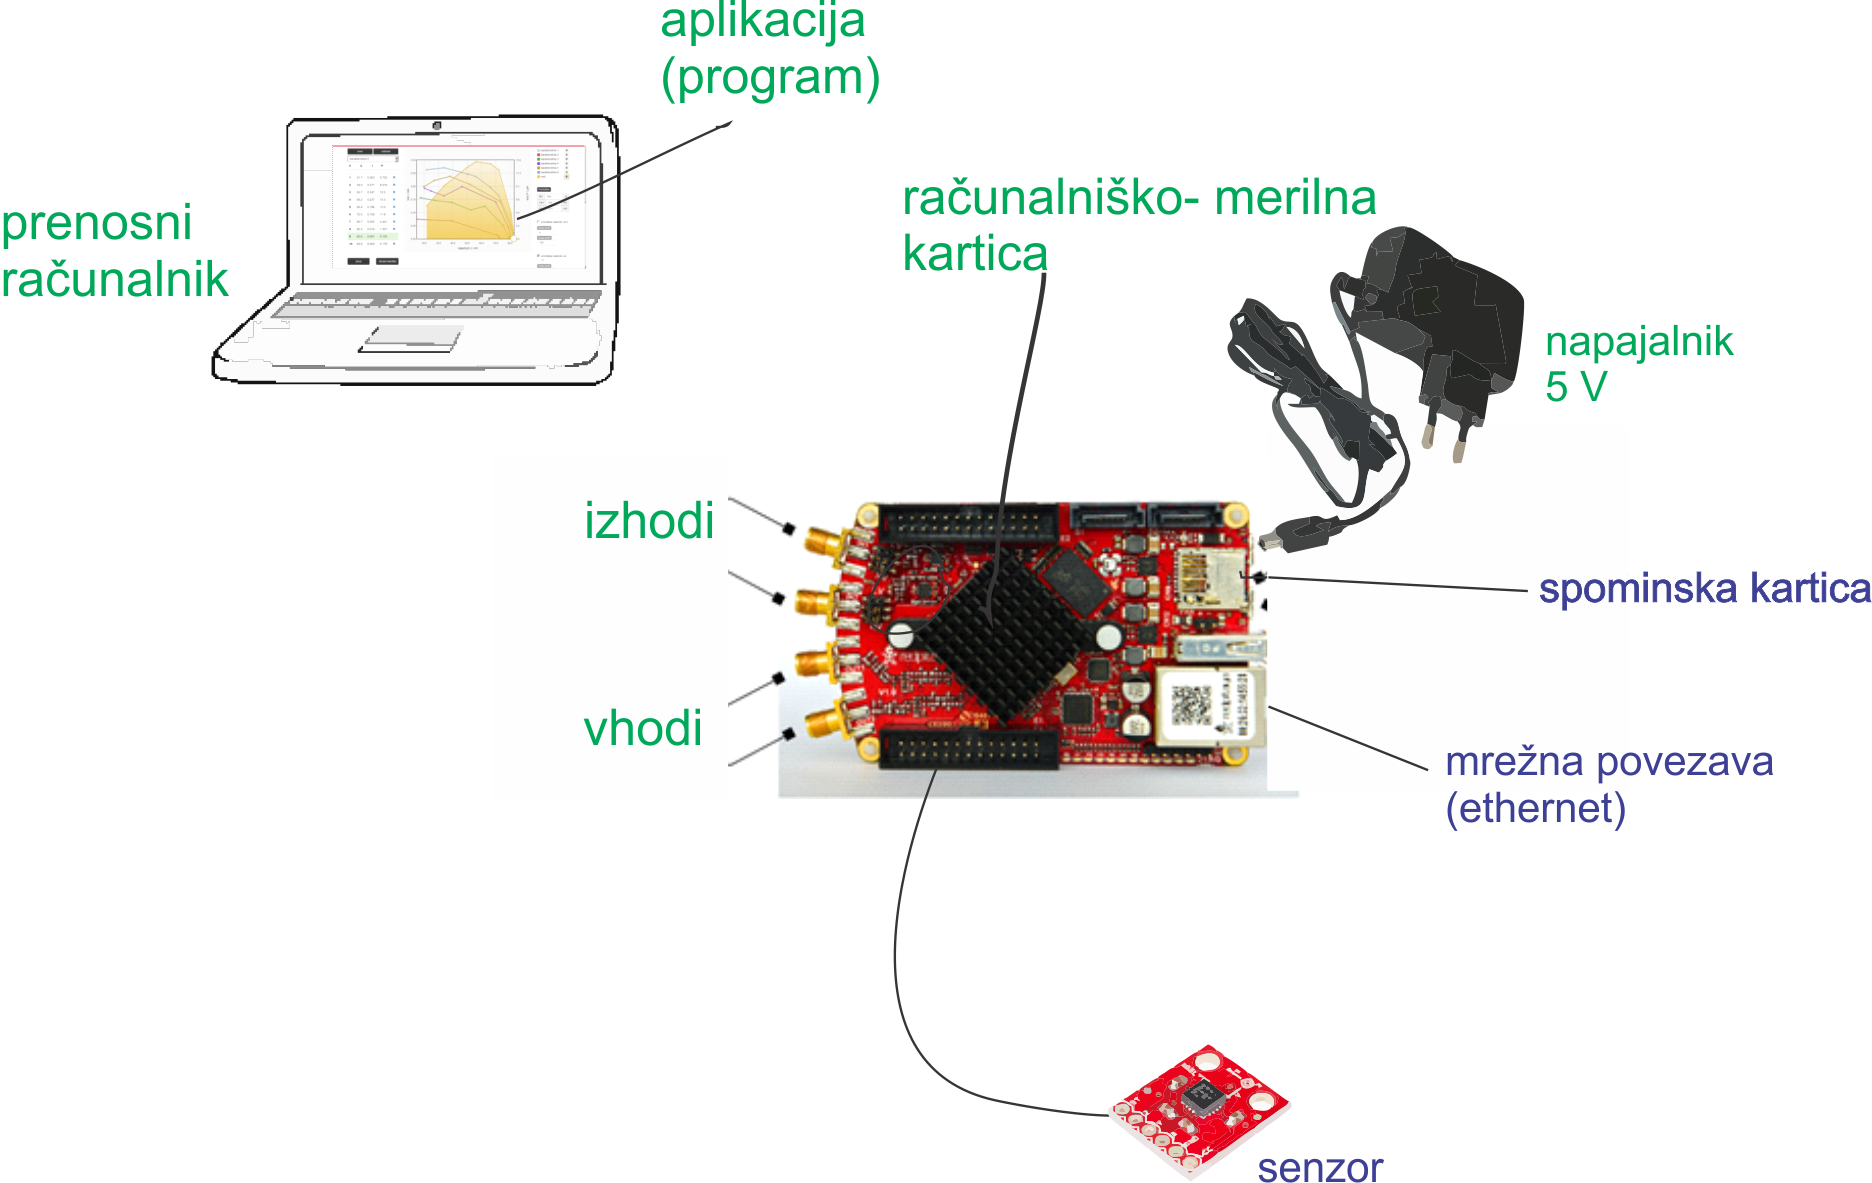 aplikacija
(program)
prenosni
računalnik
računalniško- merilna
kartica
napajalnik
5 V
izhodi
spominska kartica
vhodi
mrežna povezava
(ethernet)
senzor